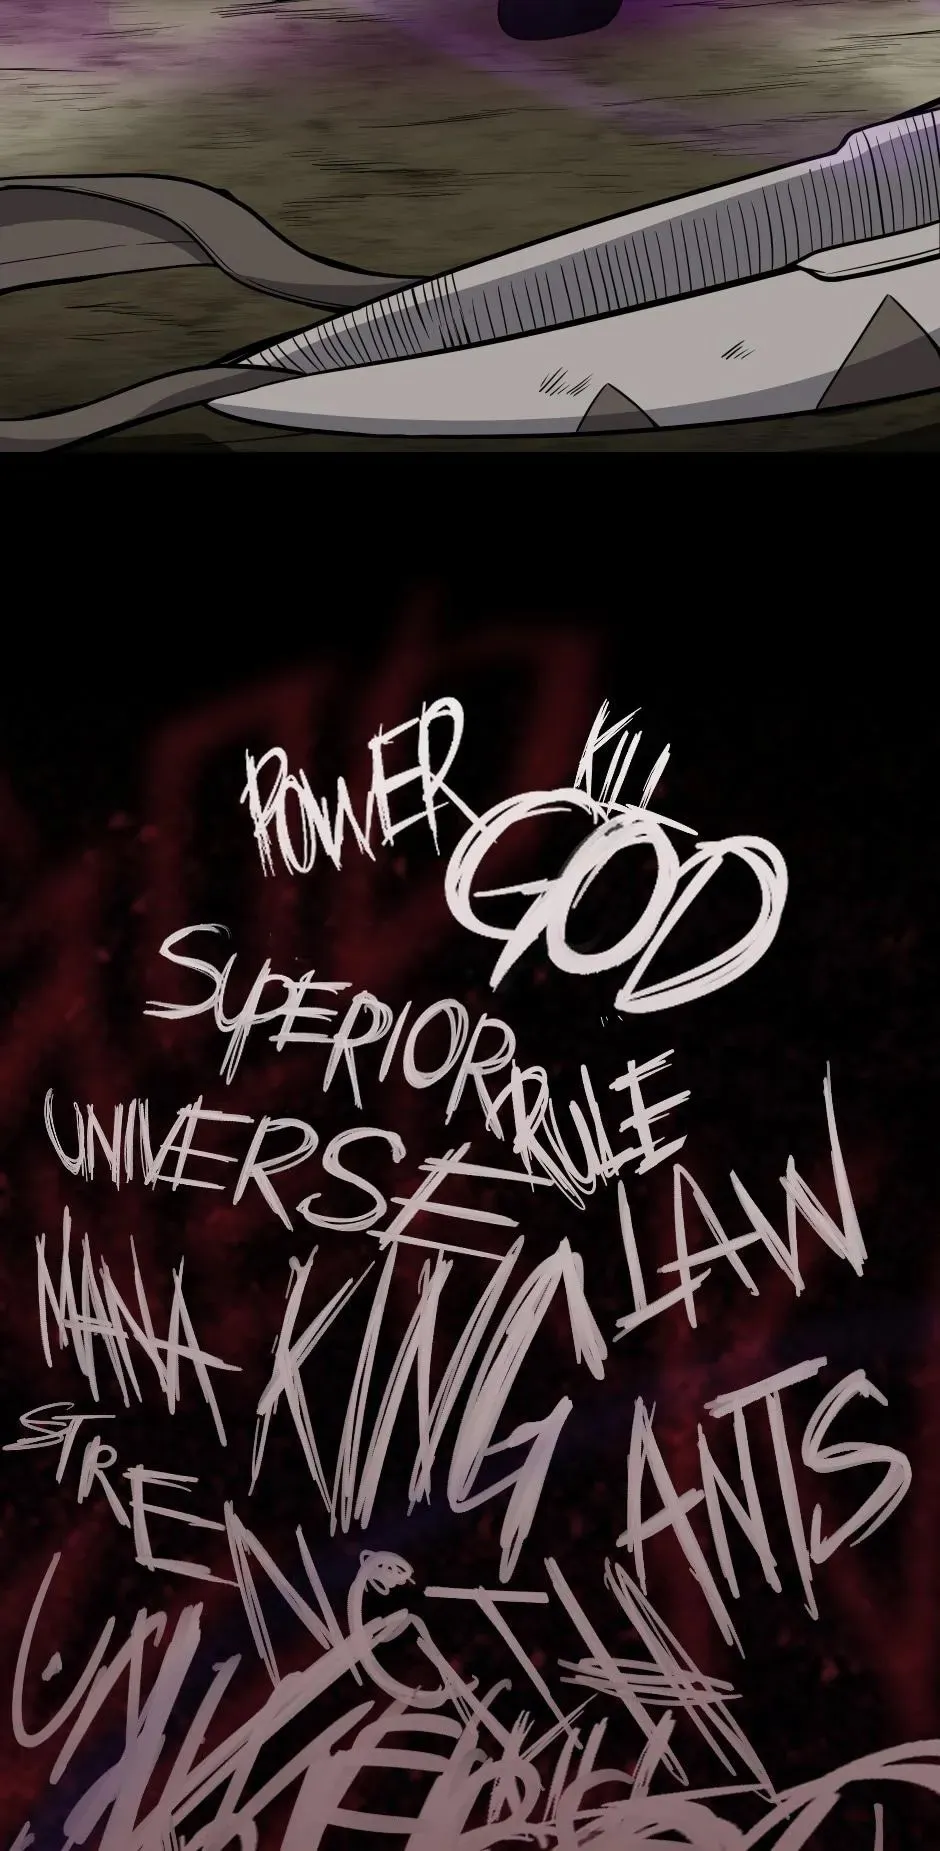 POWER KILL
GOD
SUPERIOR
RULE
UNIVERSE
LAW
MANA KING
ANTS
STRENGTH